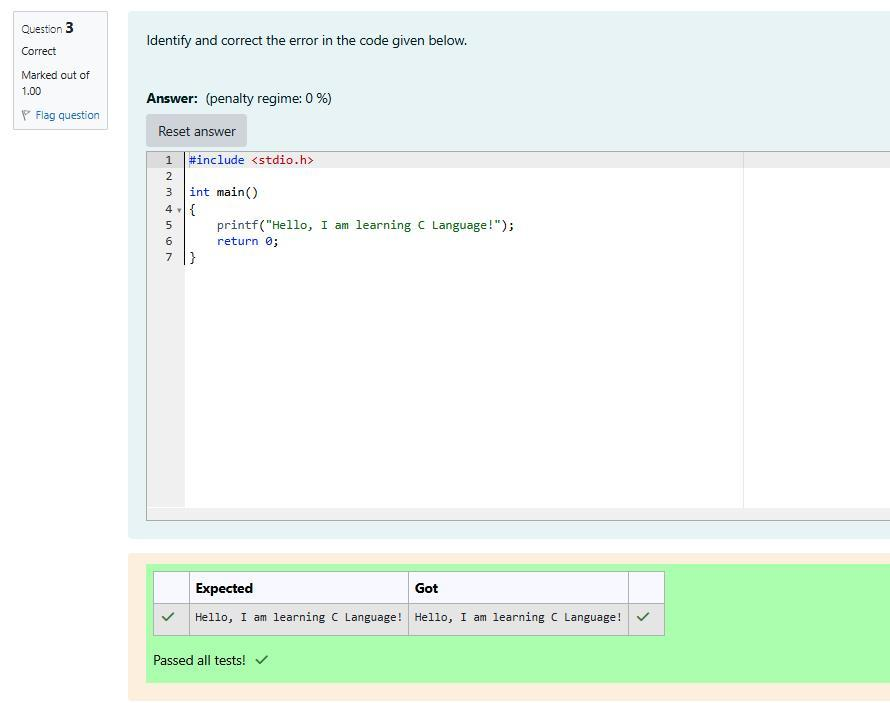 Question 3
Correct
Marked out of
1.00
Flag question
Identify and correct the error in the code given below.
Answer: (penalty regime: 0 %)
Reset answer
1 #include <stdio.h>
2
3 int main()
4 {
5     printf("Hello, I am learning C Language!");
6     return 0;
7 }
Expected Got
Hello, I am learning C Language! Hello, I am learning C Language!
Passed all tests!